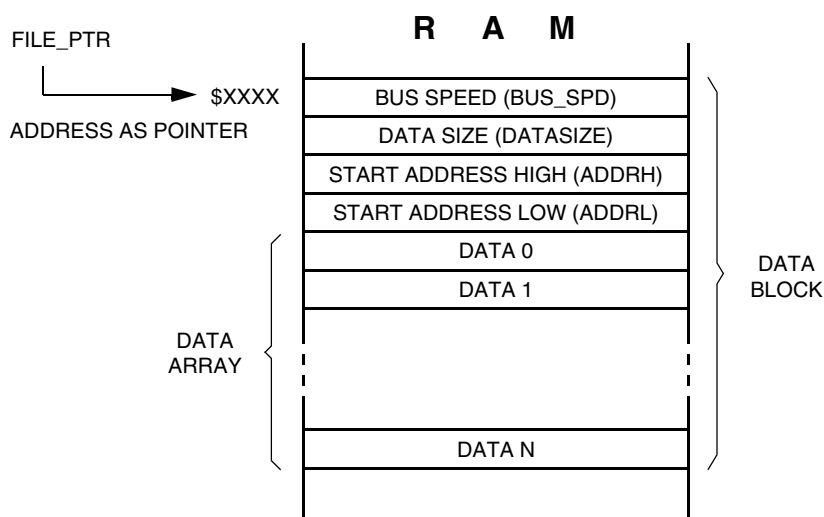 R A M
FILE_PTR
$XXXX
BUS SPEED (BUS_SPD)
ADDRESS AS POINTER
DATA SIZE (DATASIZE)
START ADDRESS HIGH (ADDRH)
START ADDRESS LOW (ADDRL)
DATA 0
DATA 1
DATA
BLOCK
DATA
ARRAY
DATA N